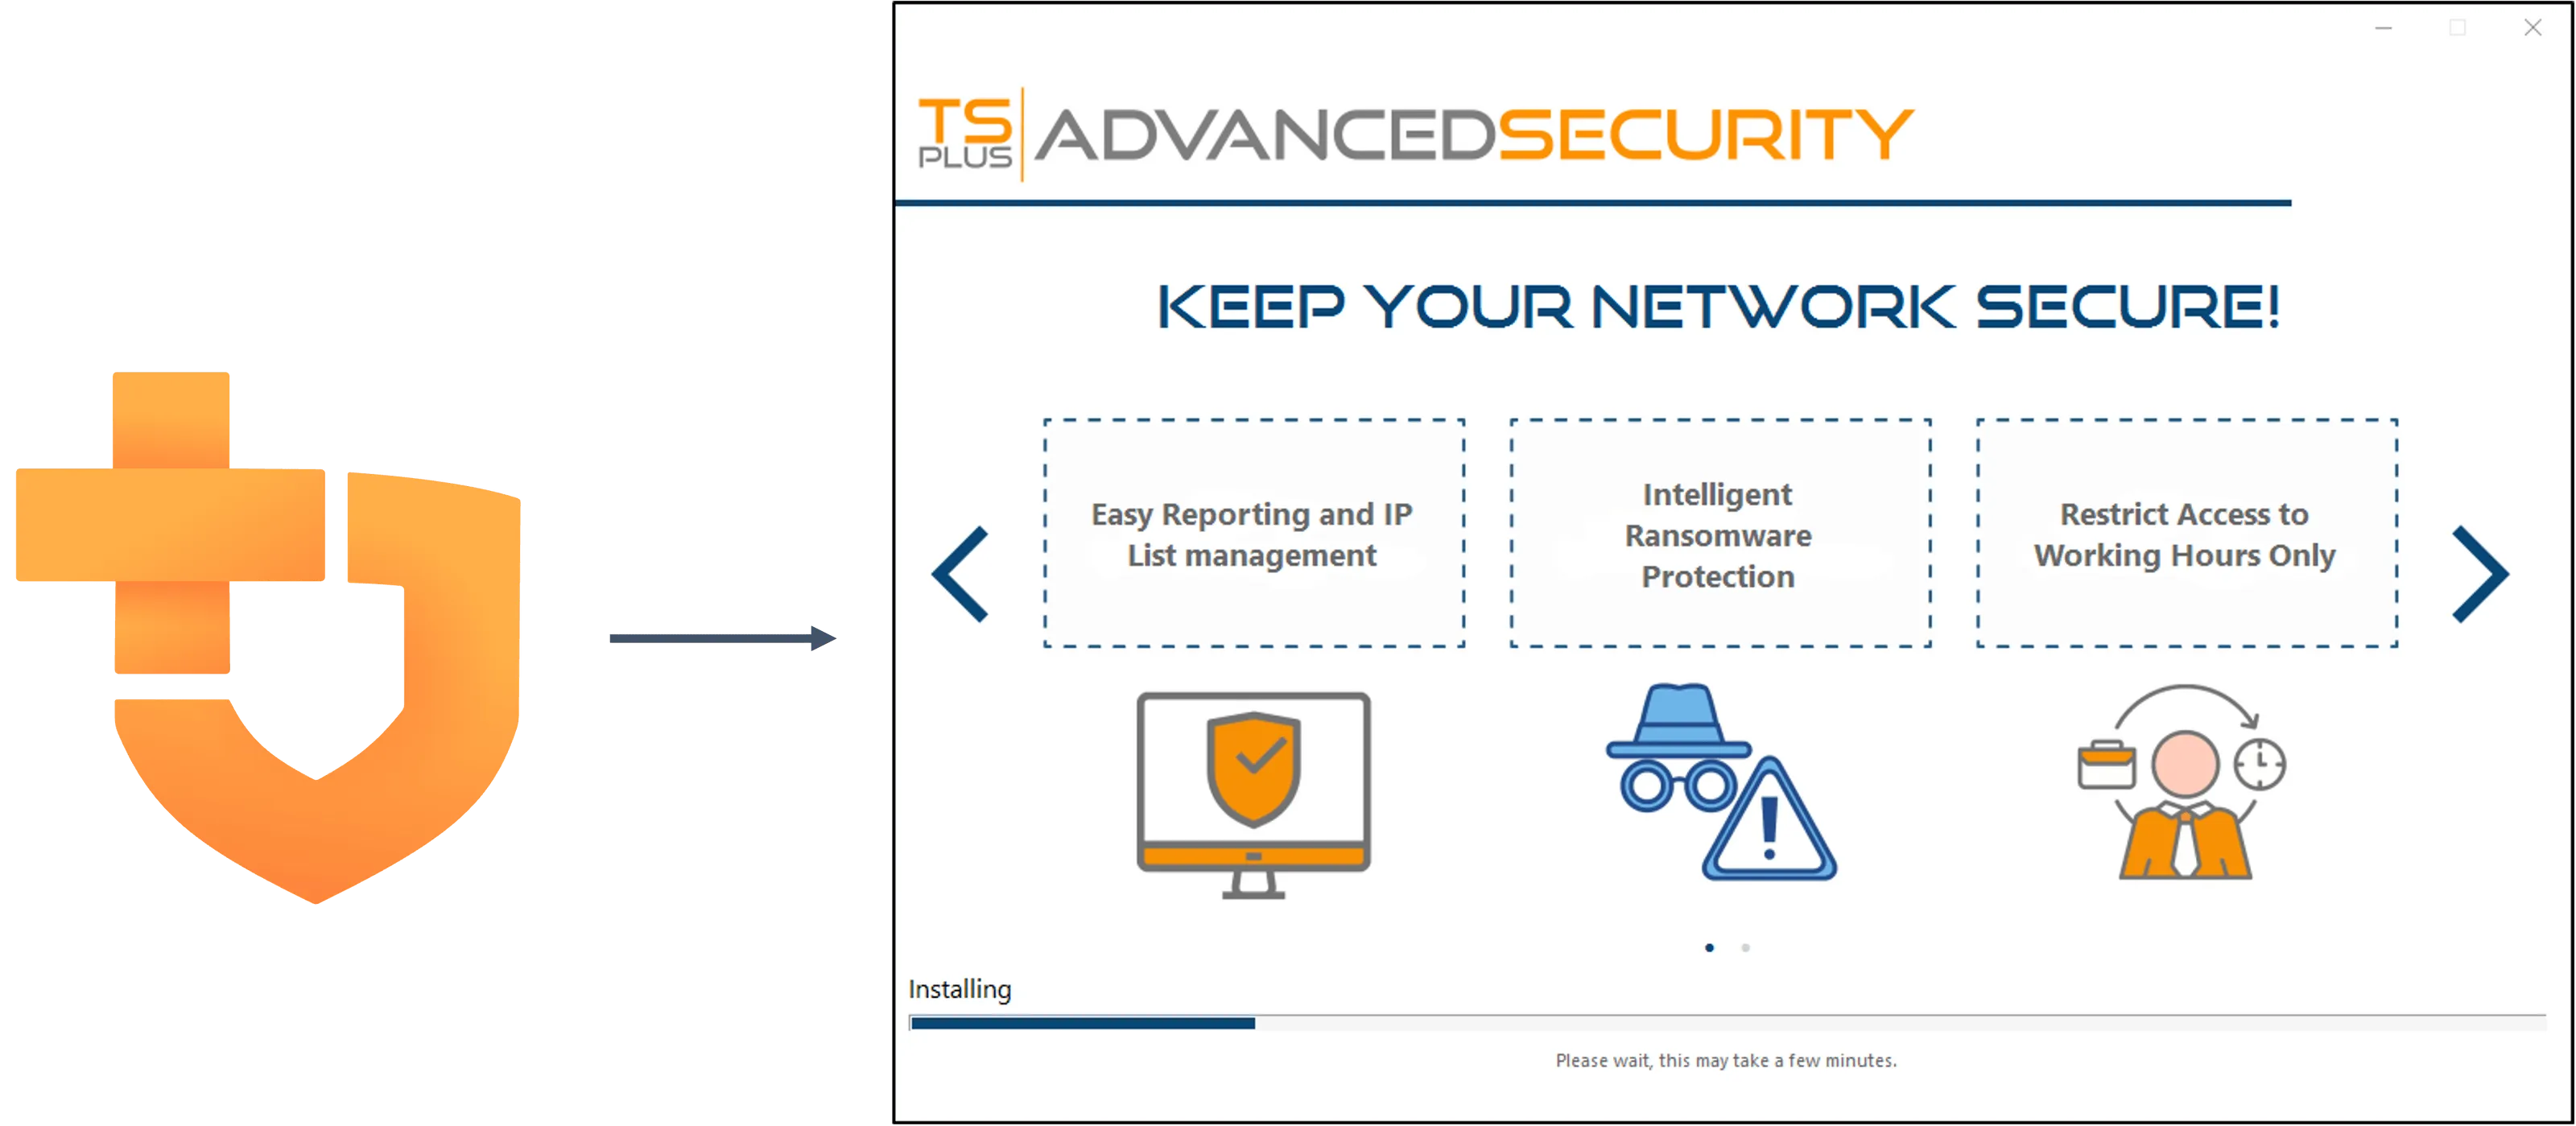 TS
PLUS
ADVANCEDSECURITY
KEEP YOUR NETWORK SECURE!
Easy Reporting and IP
List management
Intelligent
Ransomware
Protection
Restrict Access to
Working Hours Only
Installing
Please wait, this may take a few minutes.